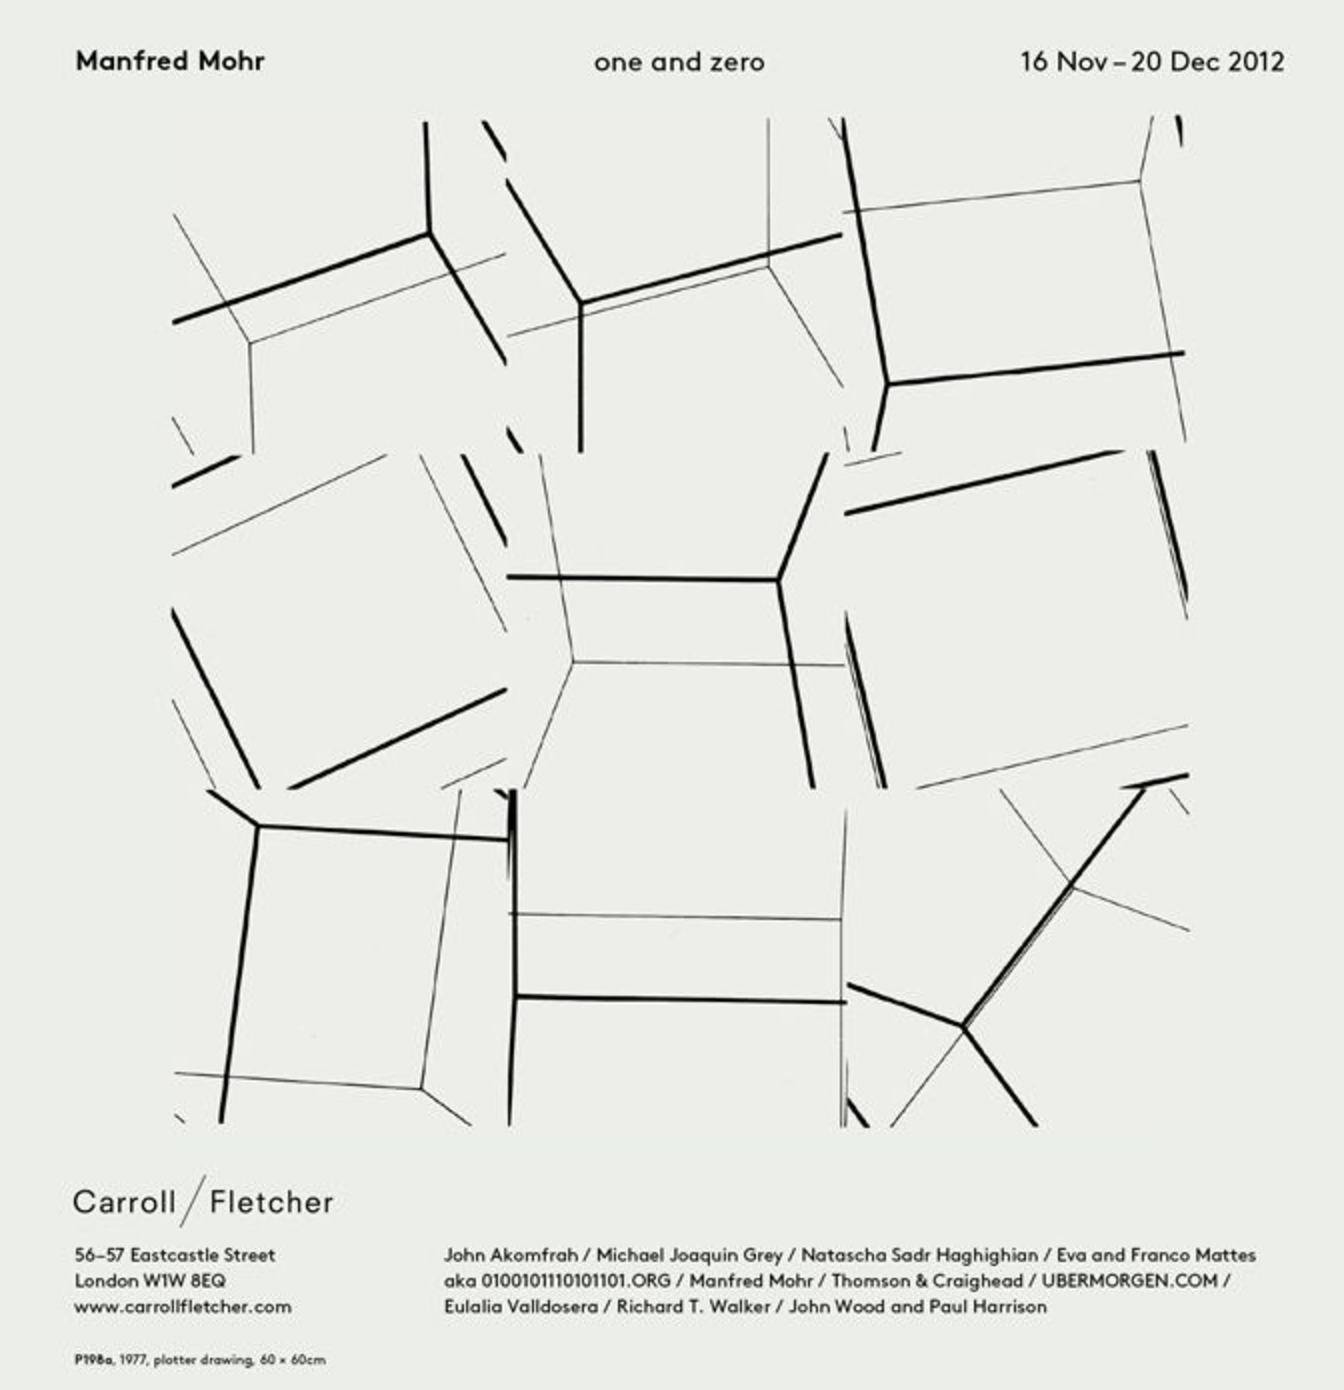 Manfred Mohr one and zero 16 Nov – 20 Dec 2012
Carroll / Fletcher
56–57 Eastcastle Street
London W1W 8EQ
www.carrollfletcher.com
John Akomfrah / Michael Joaquin Grey / Natascha Sadr Haghighian / Eva and Franco Mattes
aka 0100101110101101.ORG / Manfred Mohr / Thomson & Craighead / UBERMORGEN.COM /
Eulalia Valldosera / Richard T. Walker / John Wood and Paul Harrison
P198a, 1977, plotter drawing, 60 × 60cm